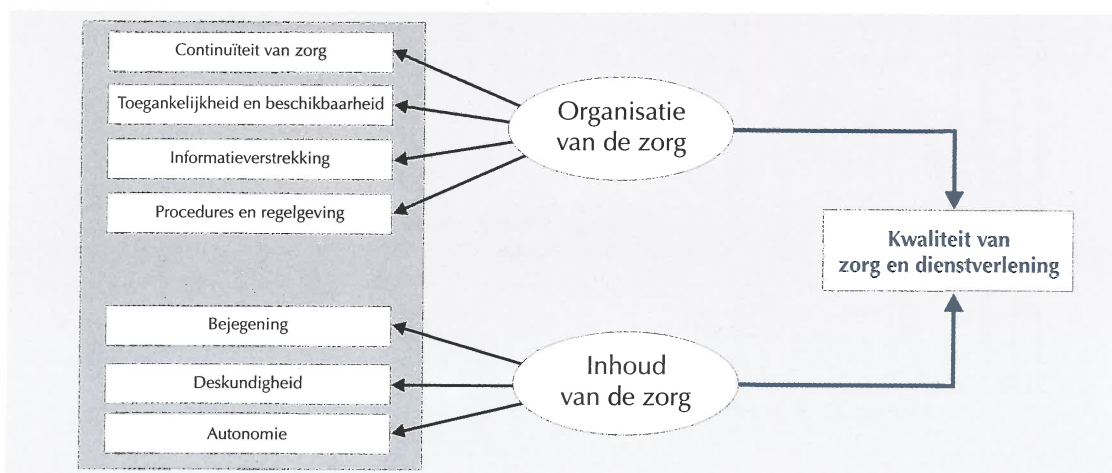 Continuïteit van zorg
Toegankelijkheid en beschikbaarheid
Informatieverstrekking
Procedures en regelgeving
Bejegening
Deskundigheid
Autonomie
Organisatie
van de zorg
Inhoud
van de zorg
Kwaliteit van
zorg en dienstverlening